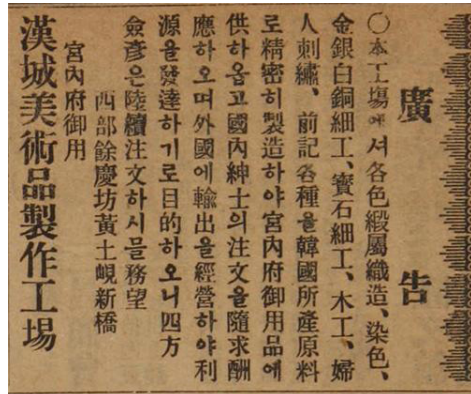 廣告
○本工塲에셔各色緞屬織造、染色、
金銀白銅細工、寶石細工、木工、婦
人刺繡、前記各種을韓國所產原料
로精密히製造하야宮內府御用品에
供하옵고國內紳士의注文을隨求酬
應하오며外國에輸出을經營하야利
源을發達하기로目的하오니四方
僉彥은陸續注文하시믈務望
西部餘慶坊黃土峴新橋
宮內府御用
漢城美術品製作工場